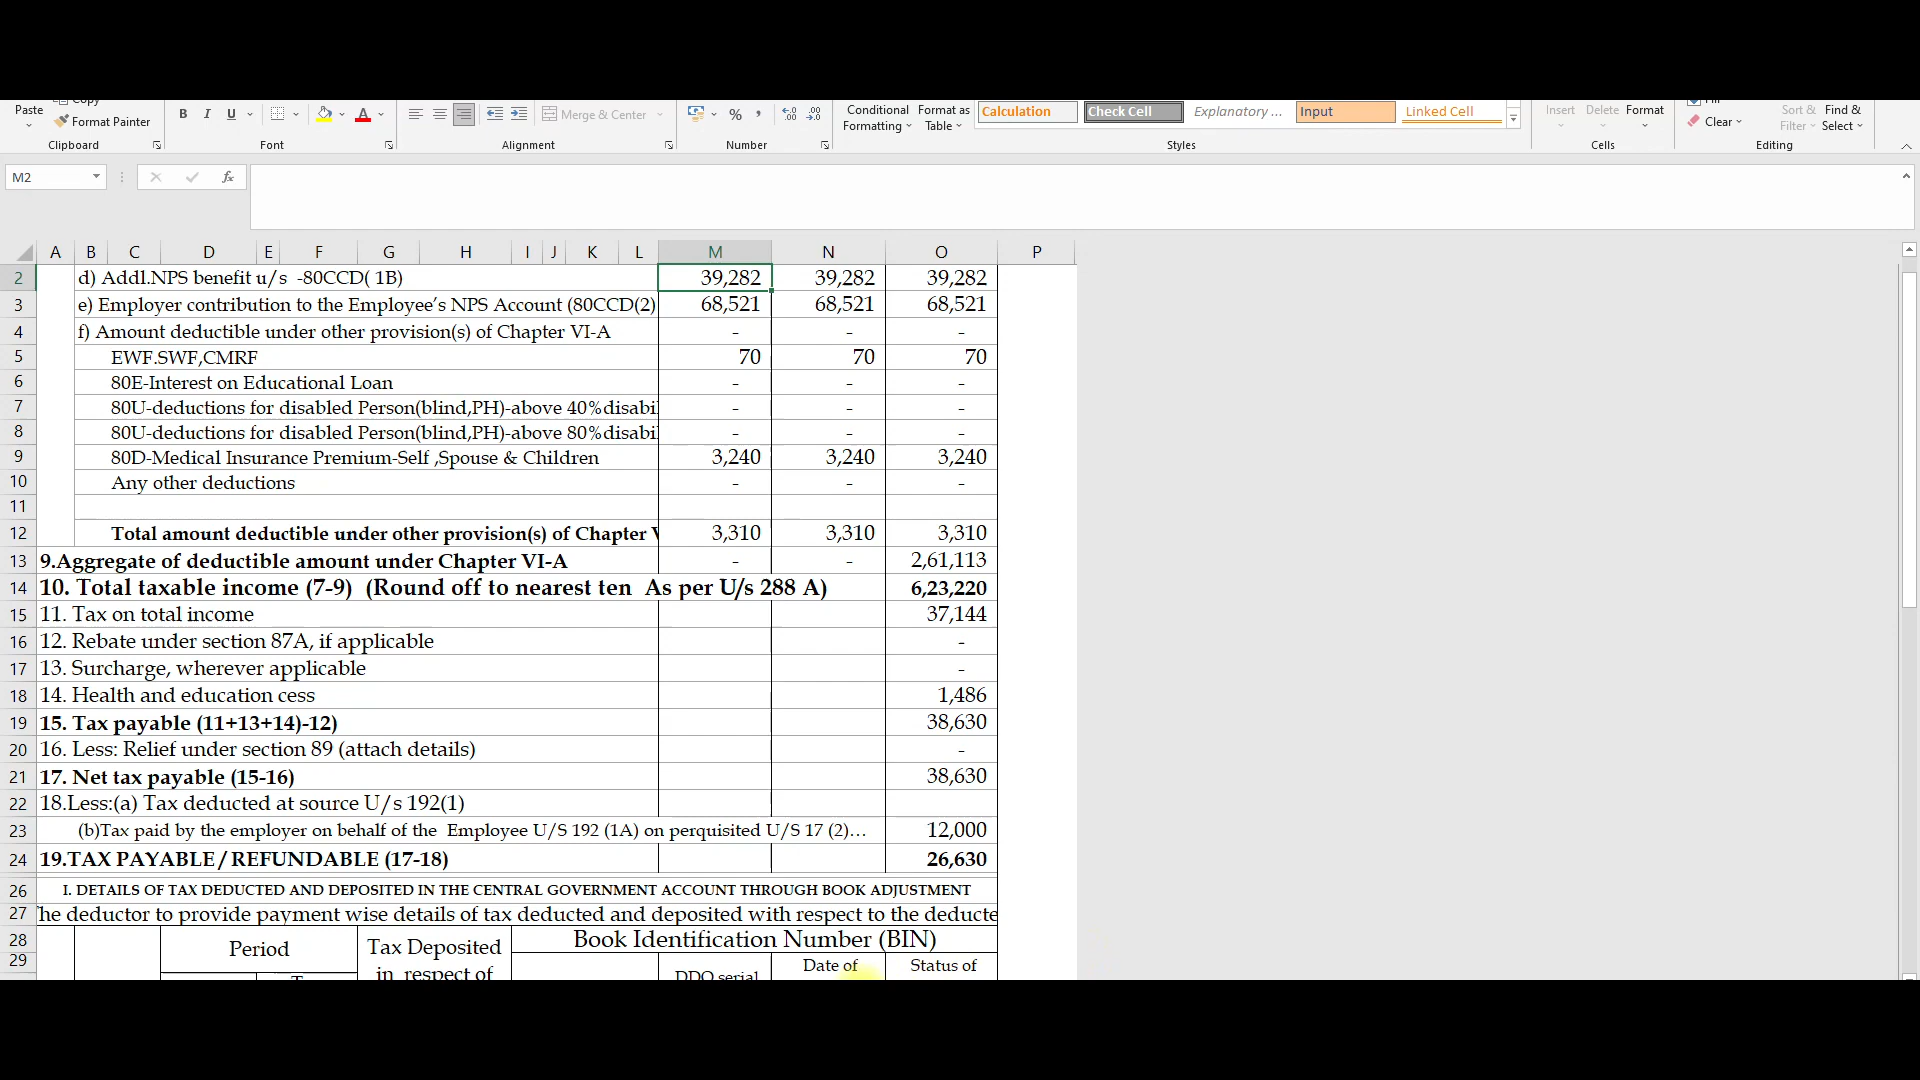 Paste
Copy
Format Painter
B I U A
Merge & Center
% ,
Conditional Formatting
Format as Table
Calculation
Check Cell
Explanatory ...
Input
Linked Cell
Insert
Delete
Format
Clear
Sort & Filter
Find & Select
Clipboard
Font
Alignment
Number
Styles
Cells
Editing
M2
fx
A B C D E F G H I J K L M N O P
2 d) Addl.NPS benefit u/s -80CCD( 1B) 39,282 39,282 39,282
3 e) Employer contribution to the Employee’s NPS Account (80CCD(2) 68,521 68,521 68,521
4 f) Amount deductible under other provision(s) of Chapter VI-A - - -
5 EWF.SWF,CMRF 70 70 70
6 80E-Interest on Educational Loan - - -
7 80U-deductions for disabled Person(blind,PH)-above 40%disabil - - -
8 80U-deductions for disabled Person(blind,PH)-above 80%disabil - - -
9 80D-Medical Insurance Premium-Self ,Spouse & Children 3,240 3,240 3,240
10 Any other deductions - - -
11
12 Total amount deductible under other provision(s) of Chapter V 3,310 3,310 3,310
13 9.Aggregate of deductible amount under Chapter VI-A - - 2,61,113
14 10. Total taxable income (7-9) (Round off to nearest ten As per U/s 288 A) 6,23,220
15 11. Tax on total income 37,144
16 12. Rebate under section 87A, if applicable -
17 13. Surcharge, wherever applicable -
18 14. Health and education cess 1,486
19 15. Tax payable (11+13+14)-12) 38,630
20 16. Less: Relief under section 89 (attach details) -
21 17. Net tax payable (15-16) 38,630
22 18.Less:(a) Tax deducted at source U/s 192(1)
23 (b)Tax paid by the employer on behalf of the Employee U/S 192 (1A) on perquisited U/S 17 (2)… 12,000
24 19.TAX PAYABLE / REFUNDABLE (17-18) 26,630
26 I. DETAILS OF TAX DEDUCTED AND DEPOSITED IN THE CENTRAL GOVERNMENT ACCOUNT THROUGH BOOK ADJUSTMENT
27 he deductor to provide payment wise details of tax deducted and deposited with respect to the deducte
28 Period Tax Deposited Book Identification Number (BIN)
29 in respect of DDO serial Date of Status of